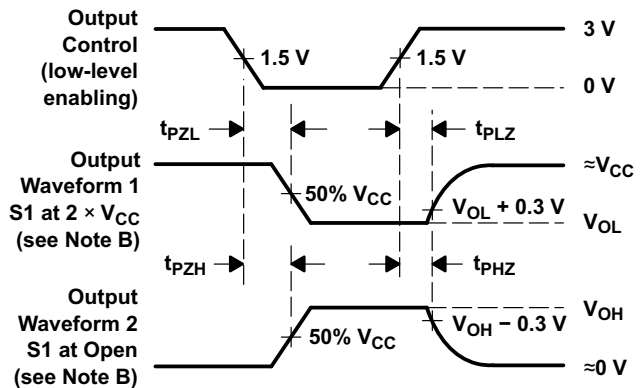 Output
Control
(low-level
enabling)
1.5 V
1.5 V
3 V
0 V
tPZL
tPLZ
Output
Waveform 1
S1 at 2 × VCC
(see Note B)
50% VCC
VOL + 0.3 V
≈VCC
VOL
tPZH
tPHZ
Output
Waveform 2
S1 at Open
(see Note B)
50% VCC
VOH − 0.3 V
VOH
≈0 V